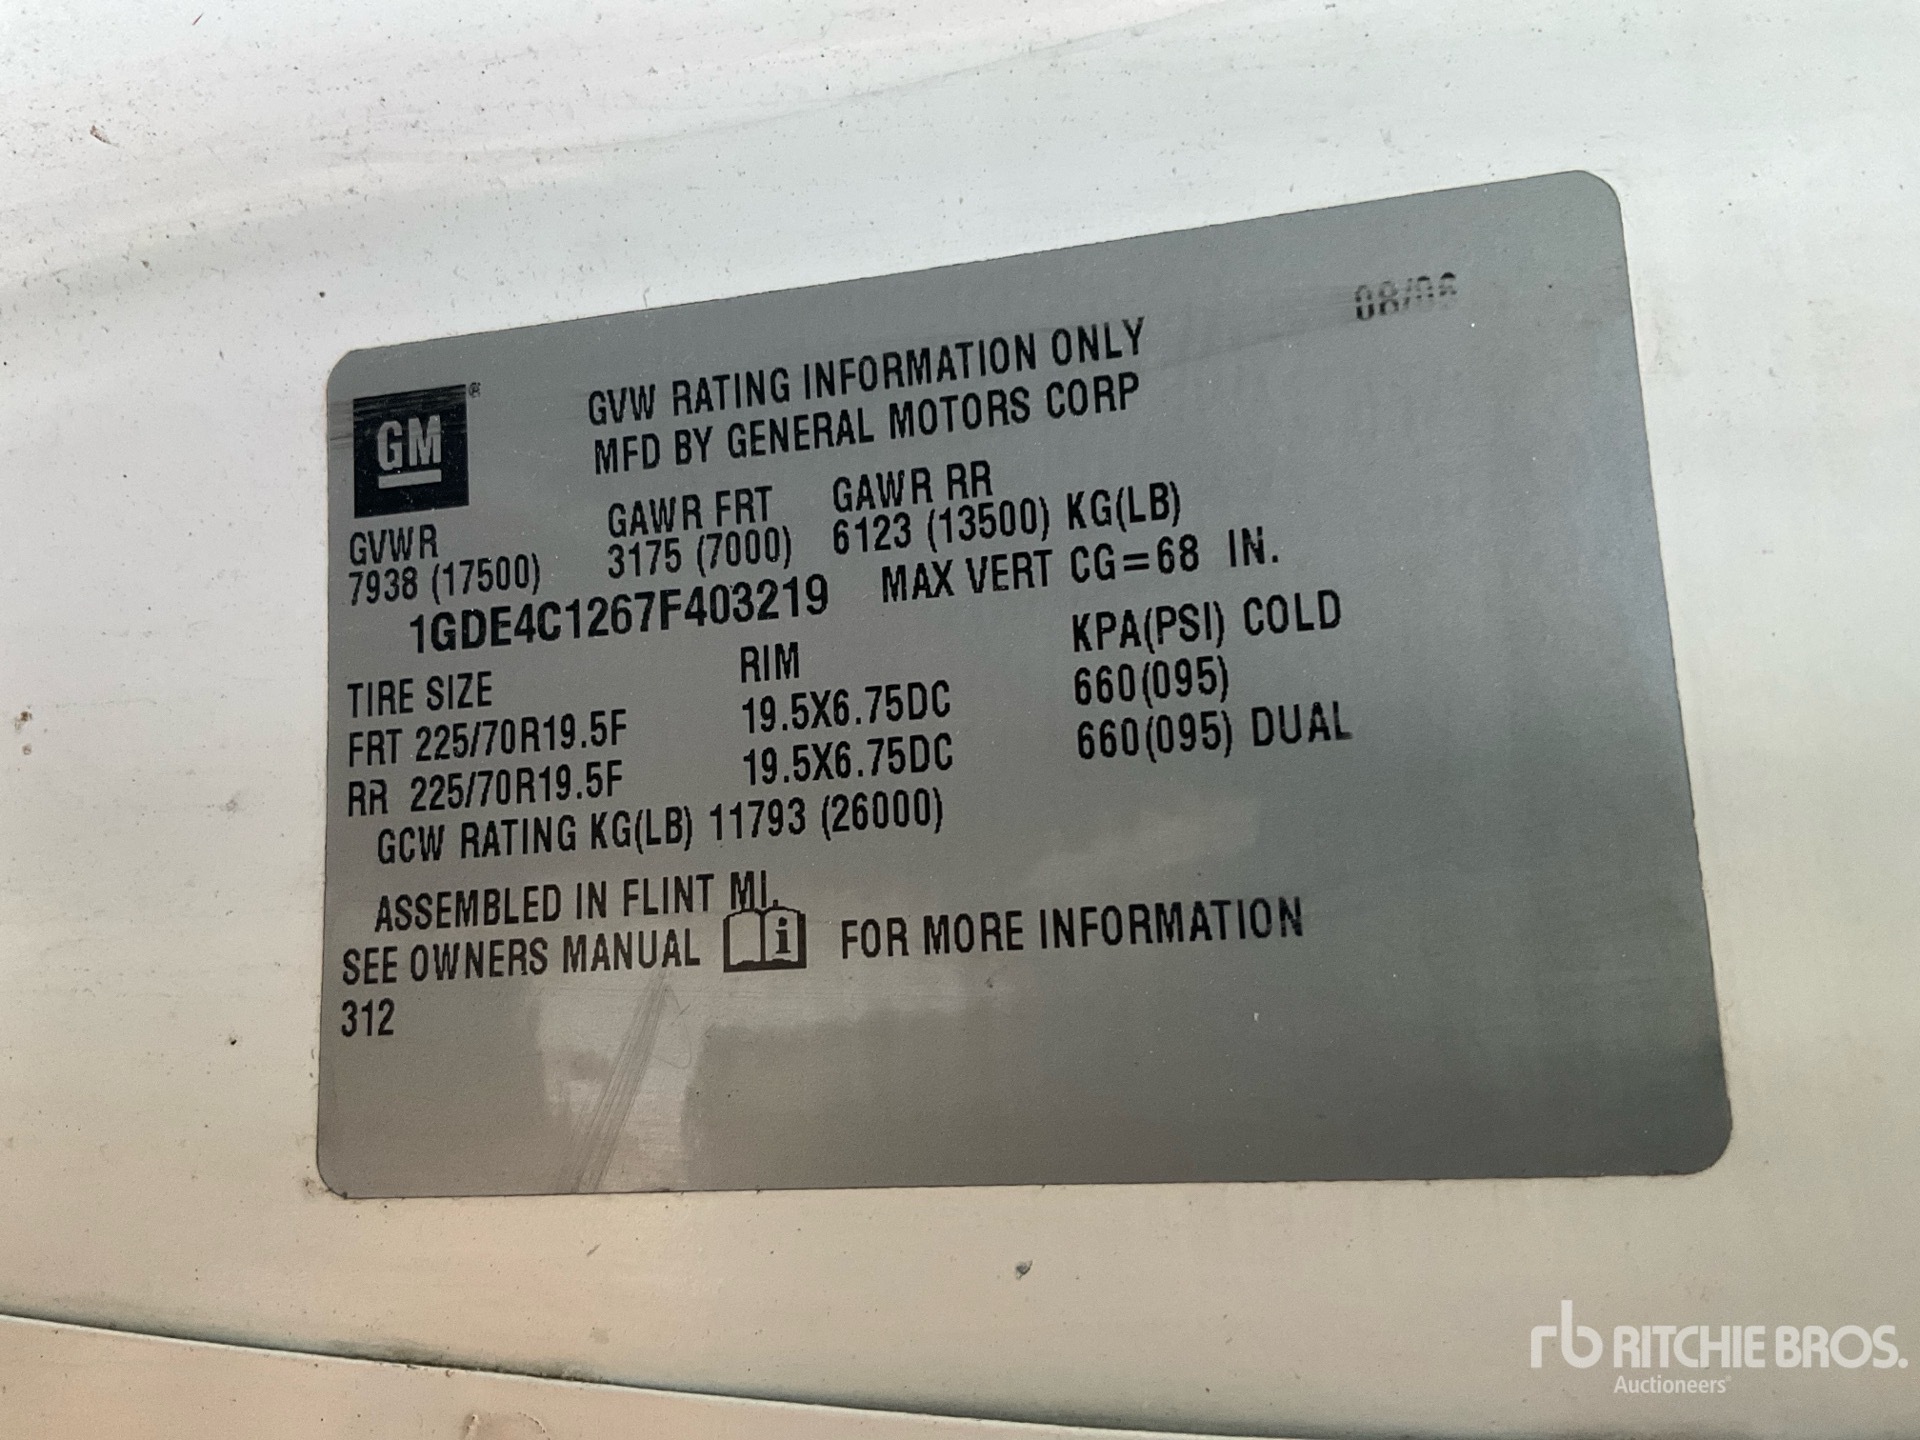 08/06
GM®
GVW RATING INFORMATION ONLY
MFD BY GENERAL MOTORS CORP
GVWR GAWR FRT GAWR RR
7938 (17500) 3175 (7000) 6123 (13500) KG(LB)
1GDE4C1267F403219 MAX VERT CG=68 IN.
TIRE SIZE RIM KPA(PSI) COLD
FRT 225/70R19.5F 19.5X6.75DC 660(095)
RR 225/70R19.5F 19.5X6.75DC 660(095) DUAL
GCW RATING KG(LB) 11793 (26000)
ASSEMBLED IN FLINT MI.
SEE OWNERS MANUAL i FOR MORE INFORMATION
312
rb RITCHIE BROS.
Auctioneers